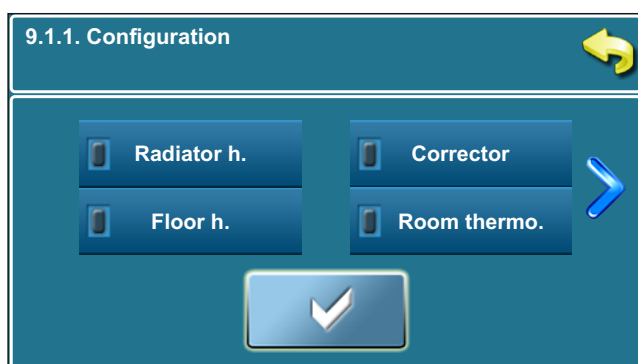 9.1.1. Configuration
Radiator h.
Corrector
Floor h.
Room thermo.